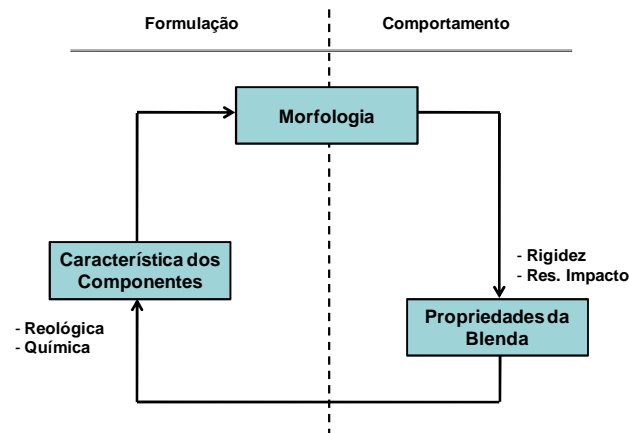 Formulação
Comportamento
Morfologia
Característica dos
Componentes
- Reológica
- Química
- Rigidez
- Res. Impacto
Propriedades da
Blenda